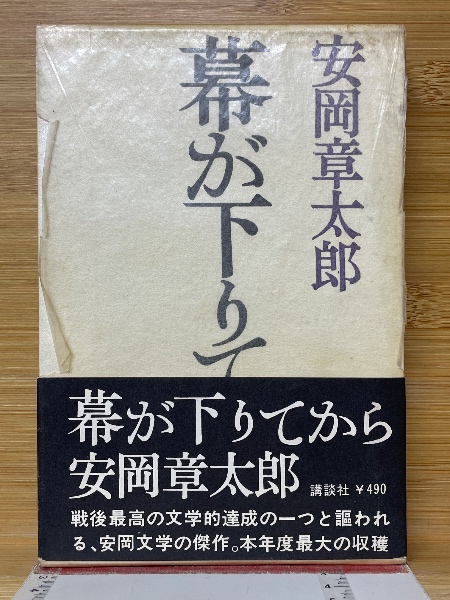 安岡章太郎
幕が下りて
幕が下りてから
安岡章太郎
講談社 ¥490
戦後最高の文学的達成の一つと謳われ
る、安岡文学の傑作。本年度最大の収穫